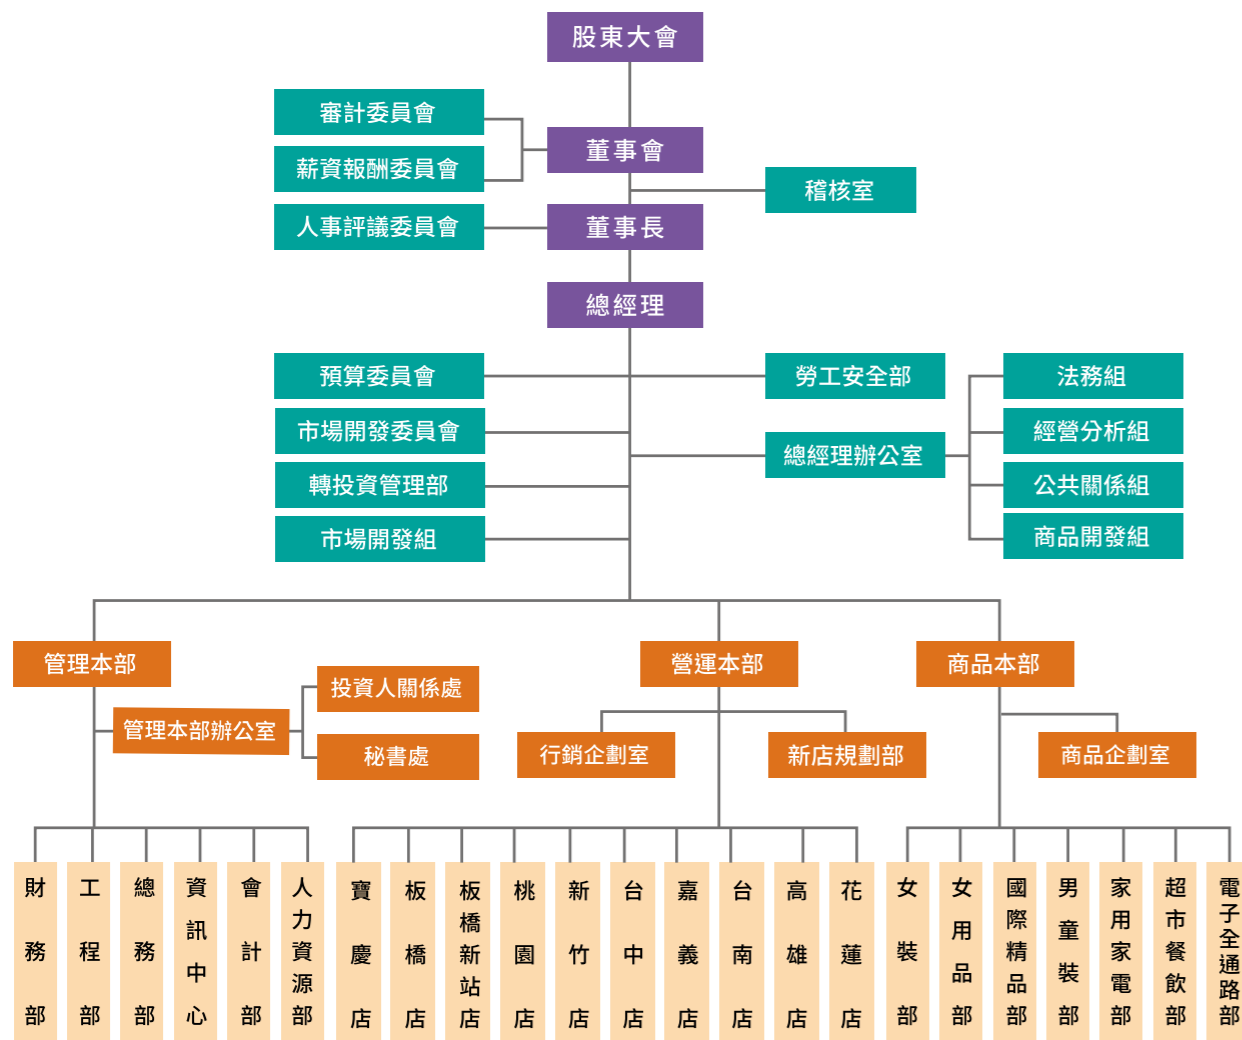 股東大會
審計委員會
董事會
薪資報酬委員會
稽核室
人事評議委員會
董事長
總經理
預算委員會
勞工安全部
法務組
市場開發委員會
經營分析組
總經理辦公室
轉投資管理部
公共關係組
市場開發組
商品開發組
管理本部
營運本部
商品本部
投資人關係處
管理本部辦公室
秘書處
行銷企劃室
新店規劃部
商品企劃室
財務部
工程部
總務部
資訊中心
會計部
人力資源部
寶慶店
板橋店
板橋新站店
桃園店
新竹店
台中店
嘉義店
台南店
高雄店
花蓮店
女裝部
女用品部
國際精品部
男童裝部
家用家電部
超市餐飲部
電子全通路部